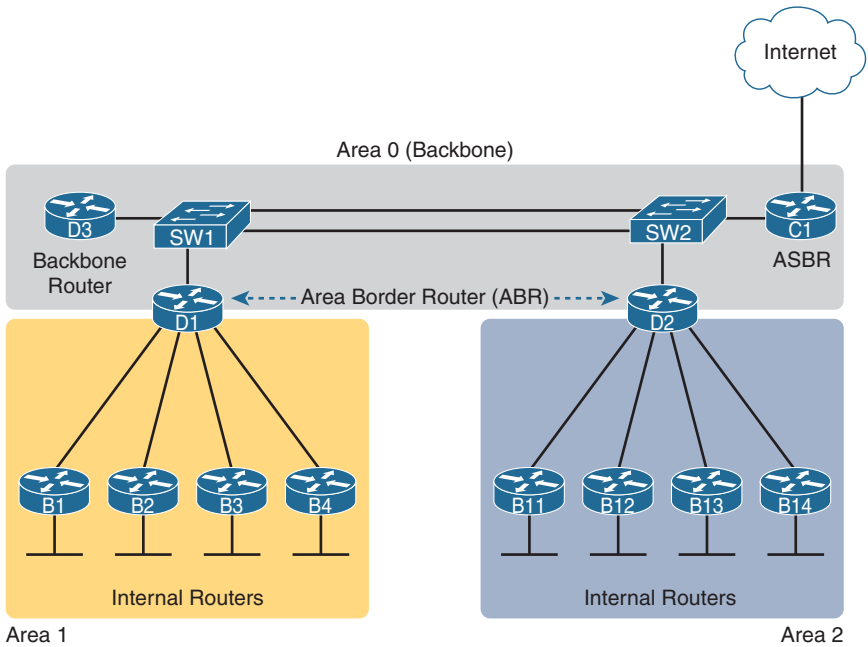 Internet
Area 0 (Backbone)
D3
SW1
SW2
C1
Backbone
Router
ASBR
Area Border Router (ABR)
D1
D2
B1
B2
B3
B4
B11
B12
B13
B14
Internal Routers
Internal Routers
Area 1
Area 2